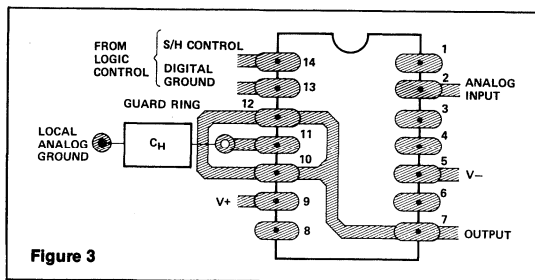 FROM
LOGIC
CONTROL
S/H CONTROL
DIGITAL
GROUND
GUARD RING
LOCAL
ANALOG
GROUND
CH
V+
14
13
12
11
10
9
8
1
2
3
4
5
6
7
ANALOG
INPUT
V−
OUTPUT
Figure 3